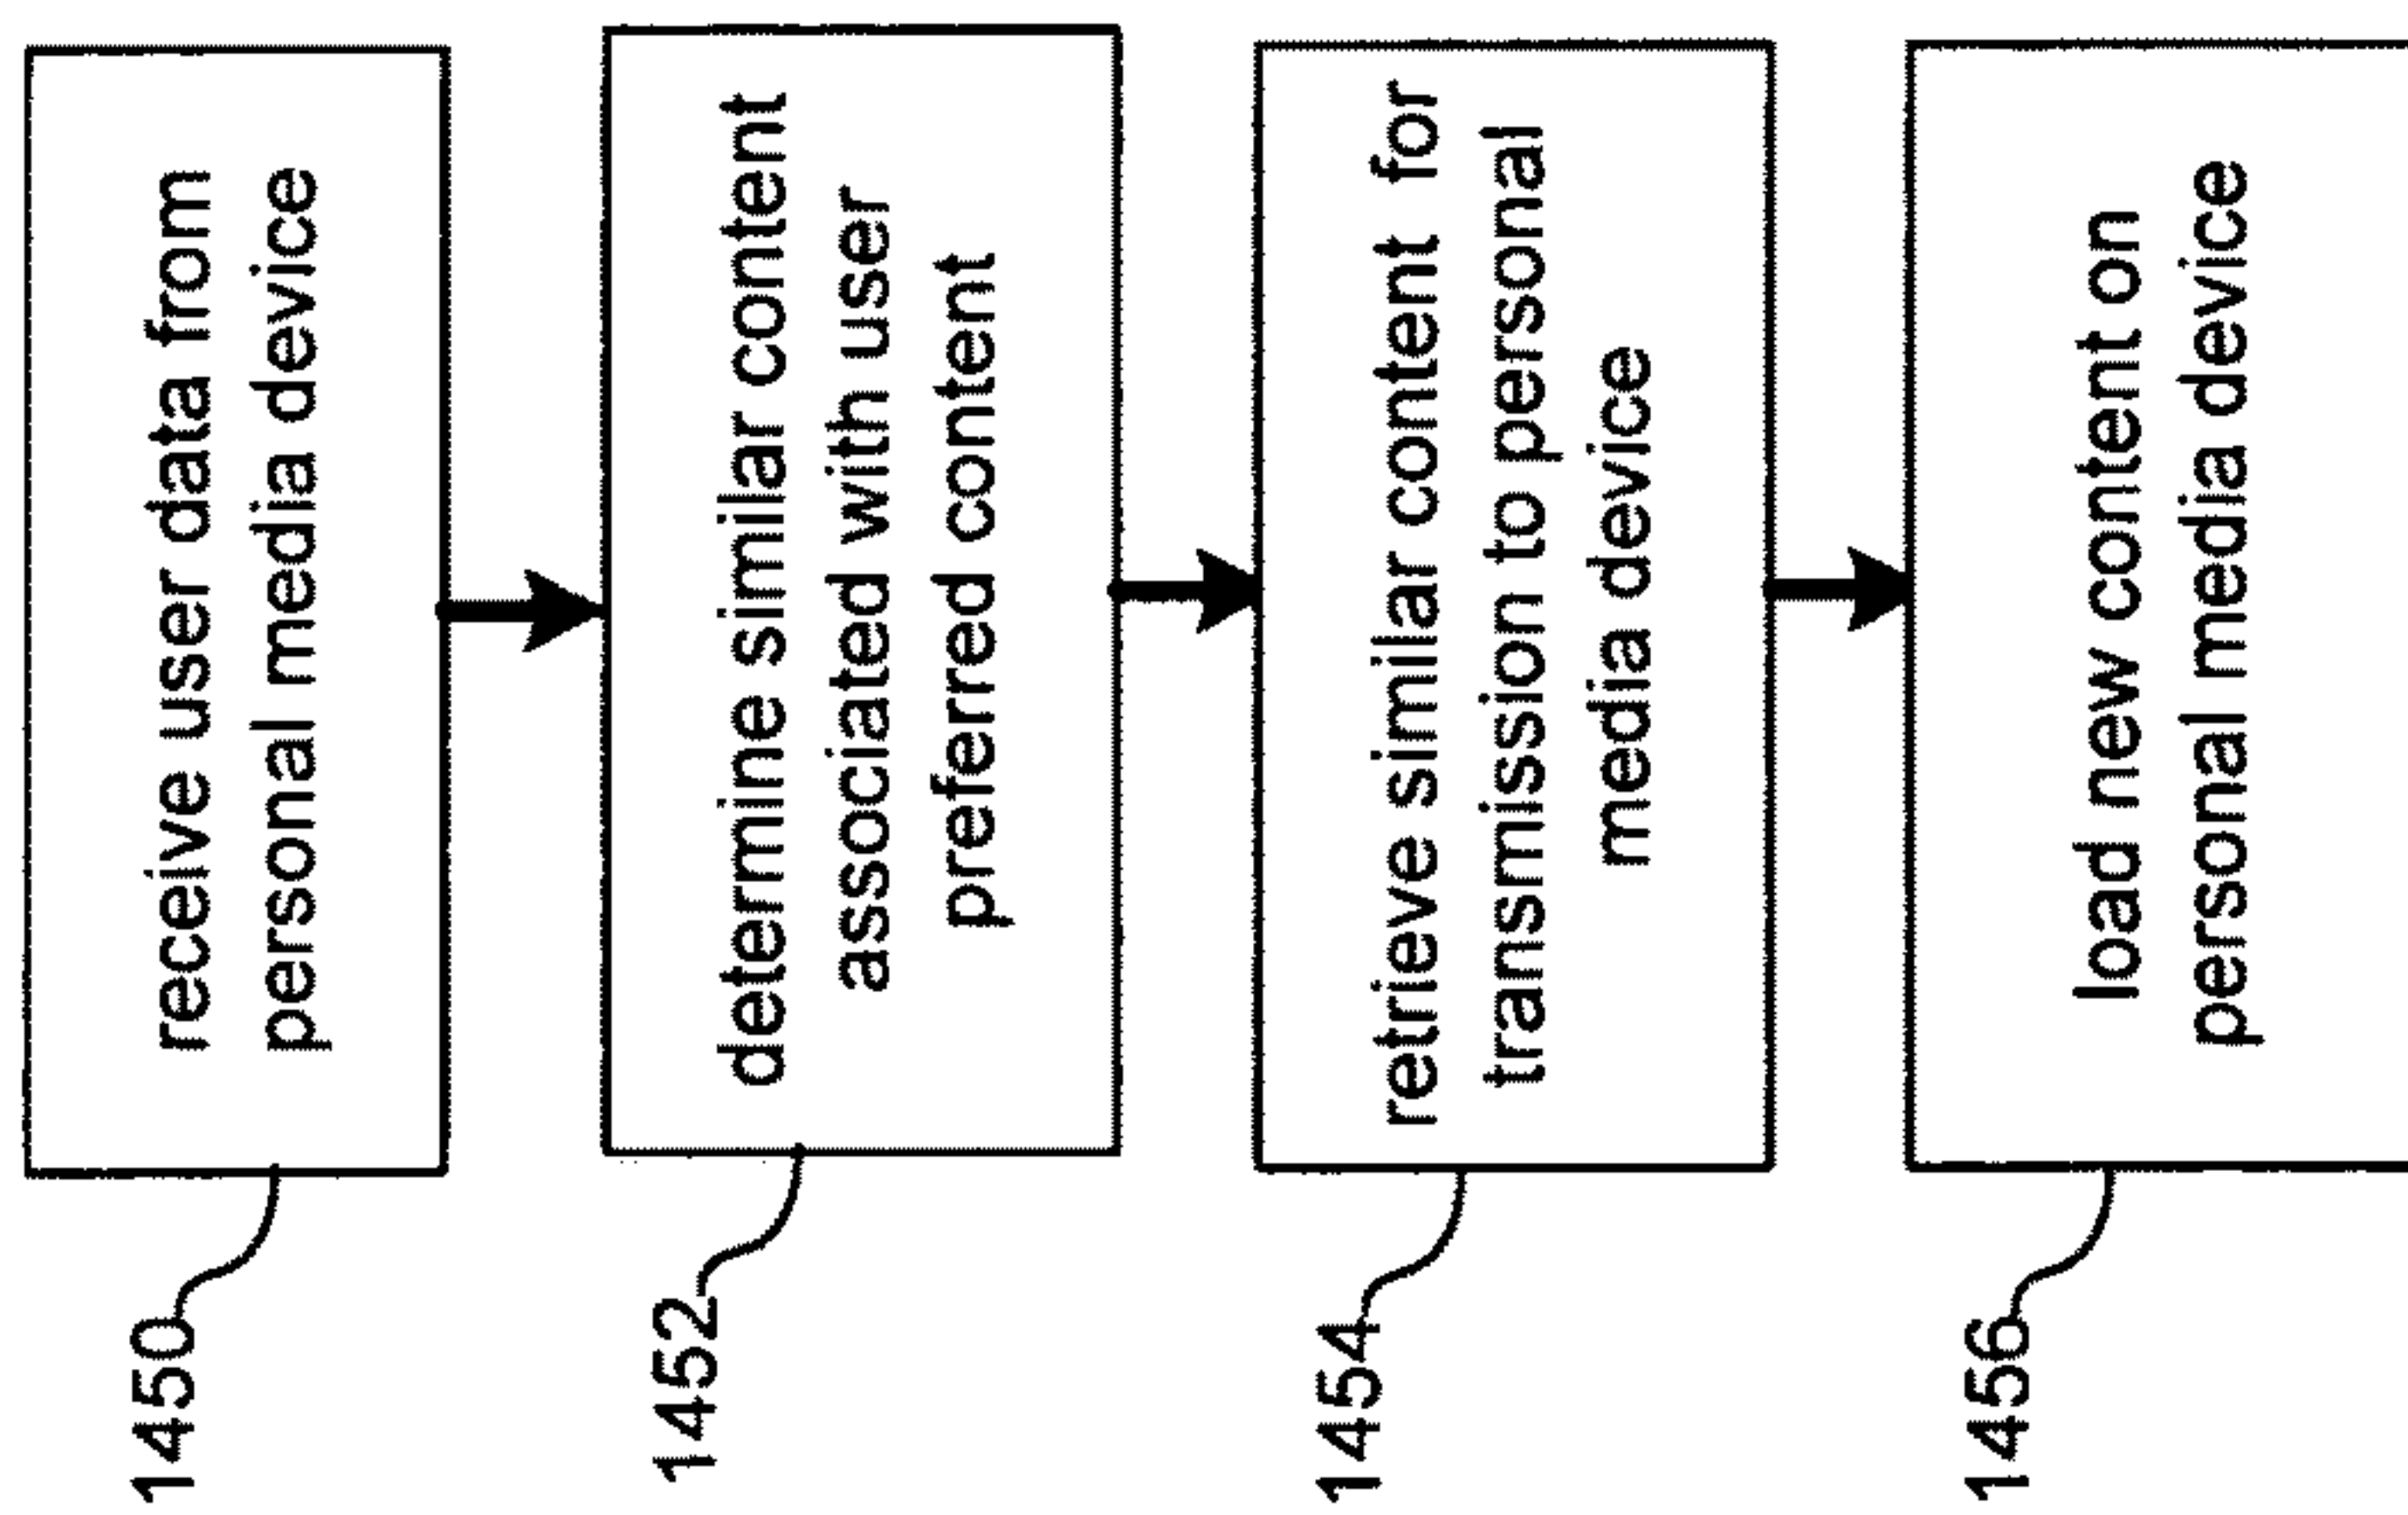 1450
receive user data from
personal media device
1452
determine similar content
associated with user
preferred content
1454
retrieve similar content for
transmission to personal
media device
1456
load new content on
personal media device